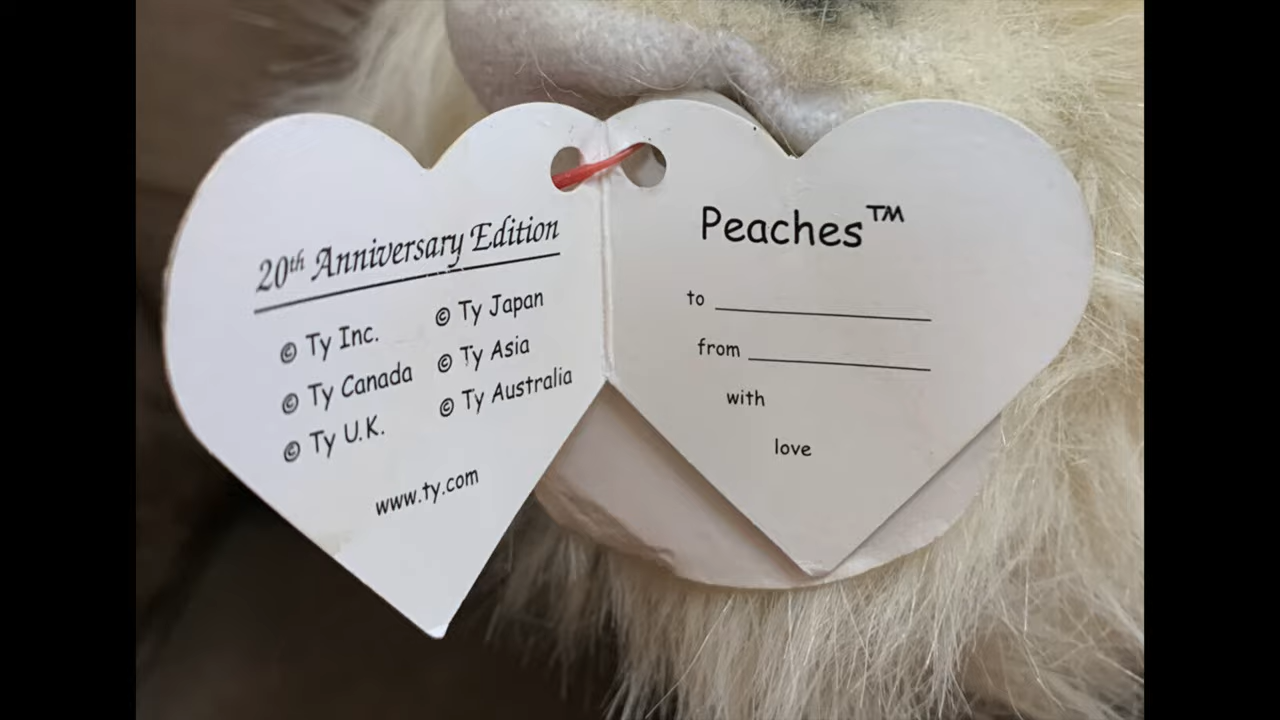 20th Anniversary Edition
© Ty Inc.
© Ty Canada
© Ty U.K.
© Ty Japan
© Ty Asia
© Ty Australia
www.ty.com
Peaches™
to
from
with
love